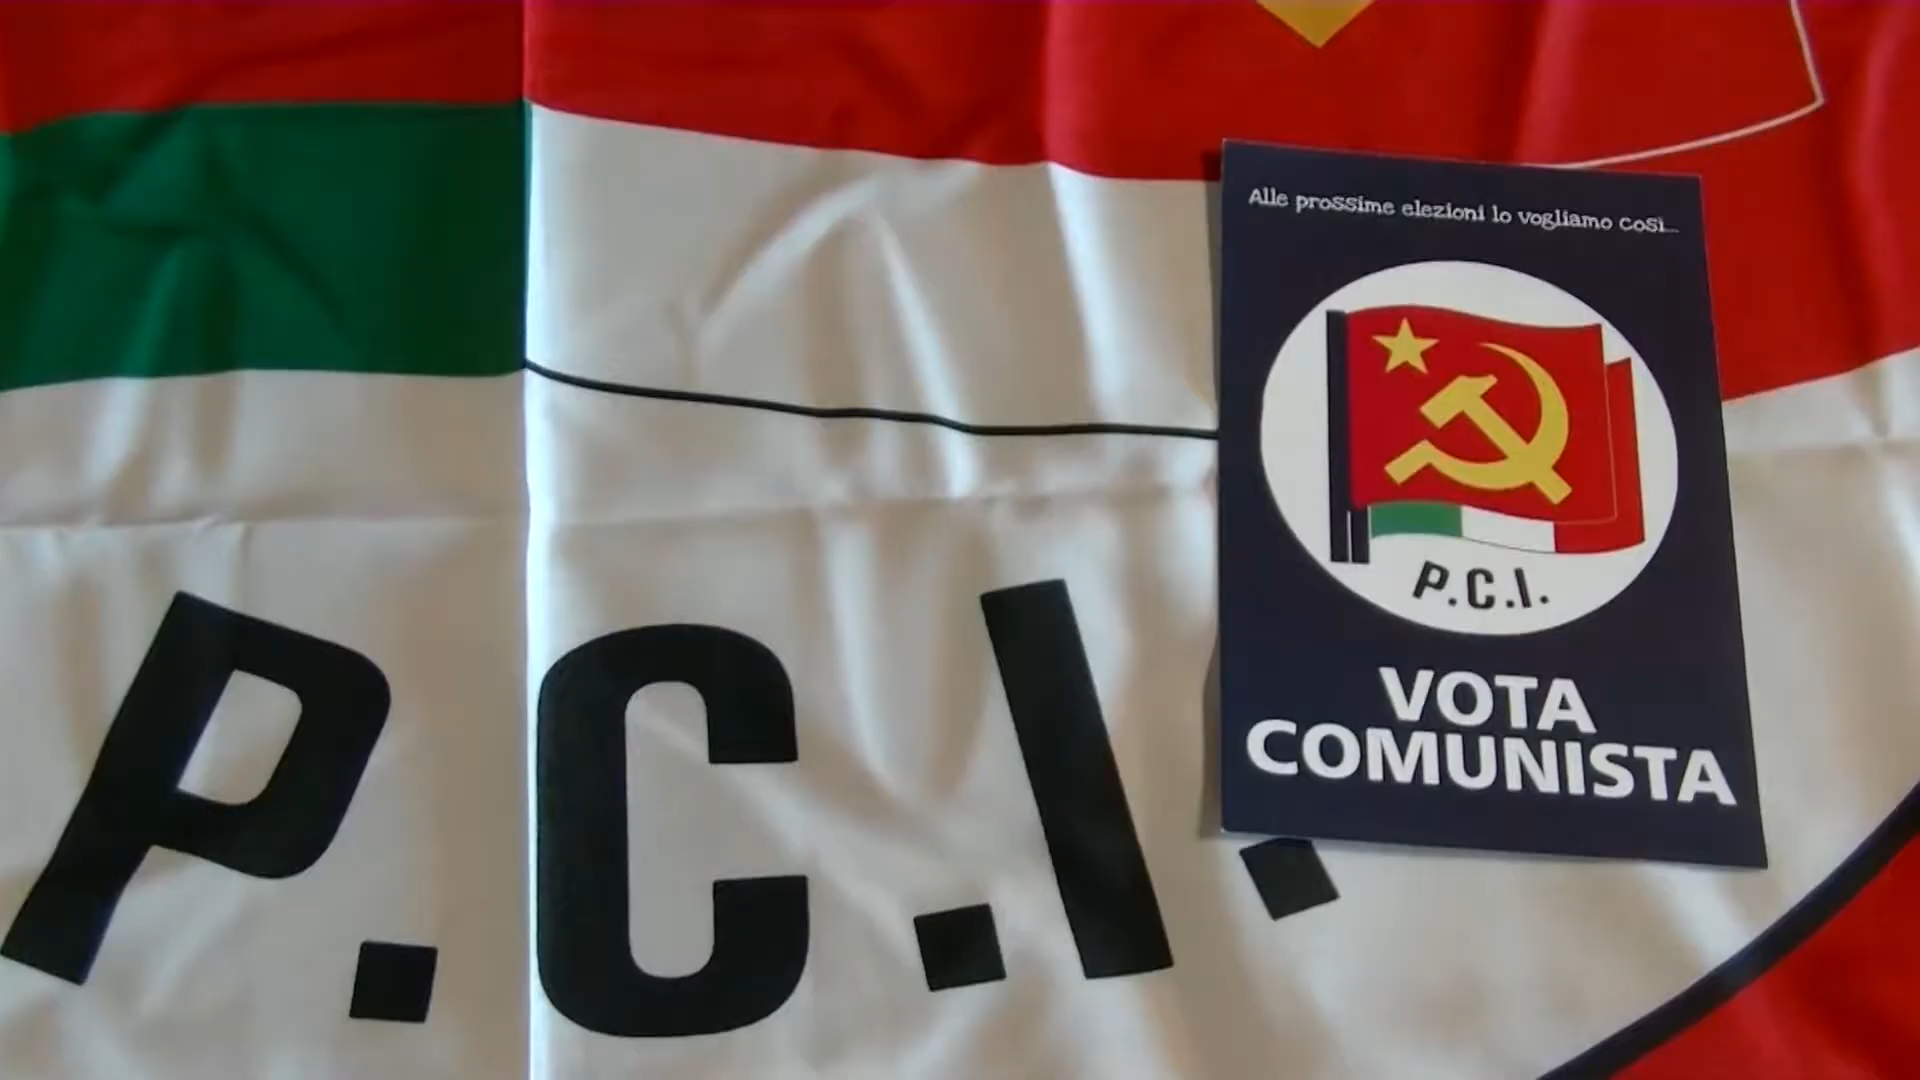 Alle prossime elezioni lo vogliamo così...
P.C.I.
VOTA
COMUNISTA
P.C.I.